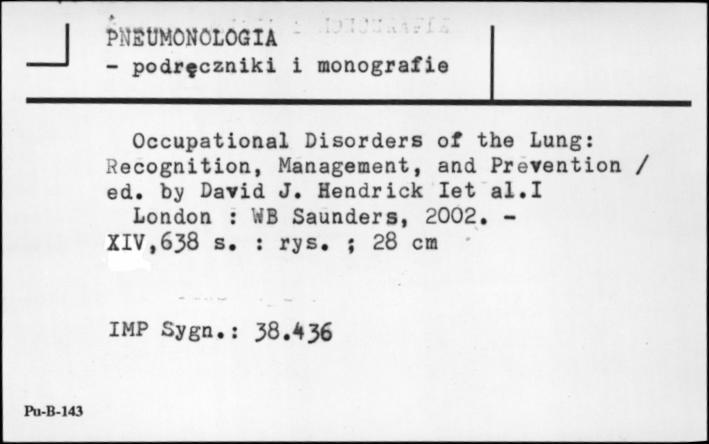 PNEUMONOLOGIA
- podręczniki i monografie
Occupational Disorders of the Lung:
Recognition, Management, and Prevention /
ed. by David J. Hendrick Iet al.I
London : WB Saunders, 2002. -
XIV,638 s. : rys. ; 28 cm
IMP Sygn.: 38.436
Pu-B-143